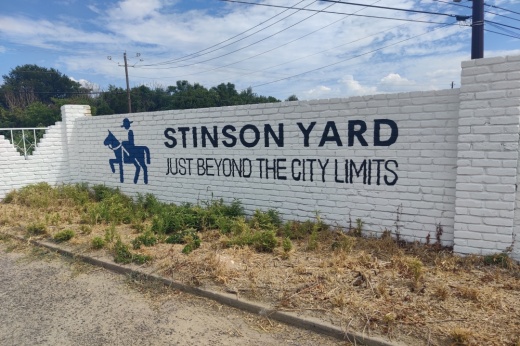 STINSON YARD
JUST BEYOND THE CITY LIMITS